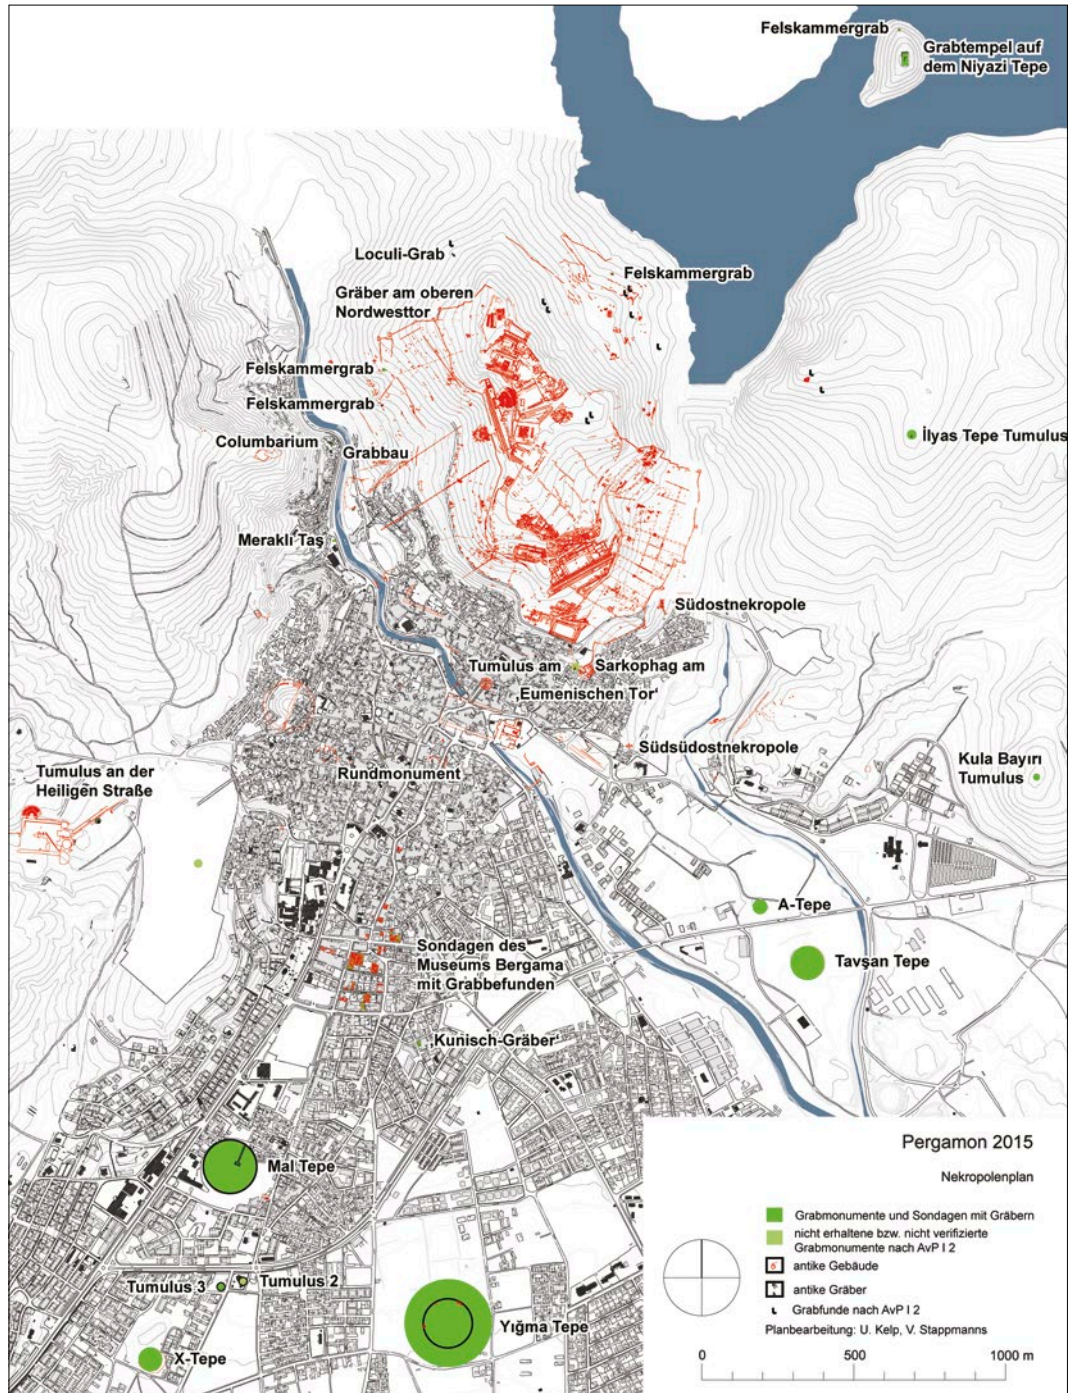 Felskammergrab
Grabtempel auf
dem Niyazi Tepe
Loculi-Grab
Felskammergrab
Gräber am oberen
Nordwesttor
Felskammergrab
Felskammergrab
Columbarium
Grabbau
İlyas Tepe Tumulus
Meraklı Taş
Südostnekropole
Tumulus am
Sarkophag am
‚Eumenischen Tor‘
Südsüdostnekropole
Kula Bayırı
Tumulus
Tumulus an der
Heiligen Straße
Rundmonument
A-Tepe
Sondagen des
Museums Bergama
mit Grabbefunden
Tavşan Tepe
‚Kunisch-Gräber‘
Mal Tepe
Tumulus 3
Tumulus 2
Yığma Tepe
X-Tepe
Pergamon 2015
Nekropolenplan
Grabmonumente und Sondagen mit Gräbern
nicht erhaltene bzw. nicht verifizierte
Grabmonumente nach AvP I 2
antike Gebäude
antike Gräber
Grabfunde nach AvP I 2
Planbearbeitung: U. Kelp, V. Stappmanns
0 500 1000 m